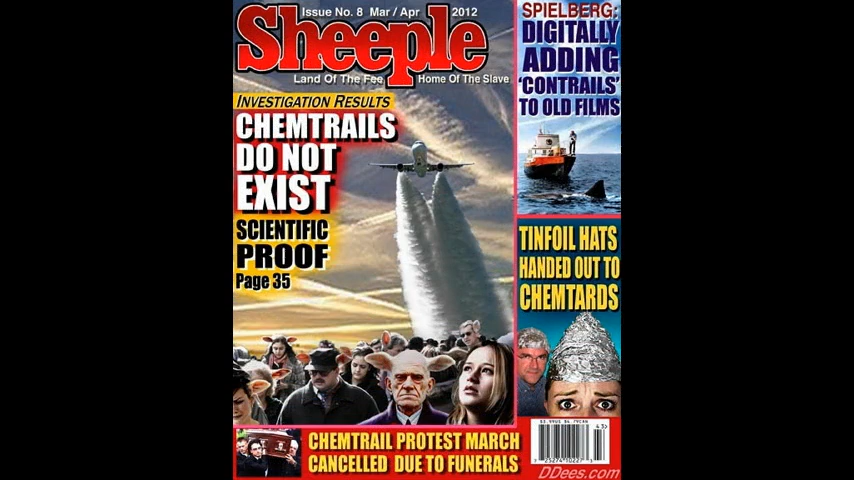 Issue No. 8 Mar / Apr 2012
Sheeple
Land Of The Fee Home Of The Slave
INVESTIGATION RESULTS
CHEMTRAILS
DO NOT
EXIST
SCIENTIFIC
PROOF
Page 35
SPIELBERG:
DIGITALLY
ADDING
'CONTRAILS'
TO OLD FILMS
TINFOIL HATS
HANDED OUT TO
CHEMTARDS
CHEMTRAIL PROTEST MARCH
CANCELLED DUE TO FUNERALS
43>
DDees.com